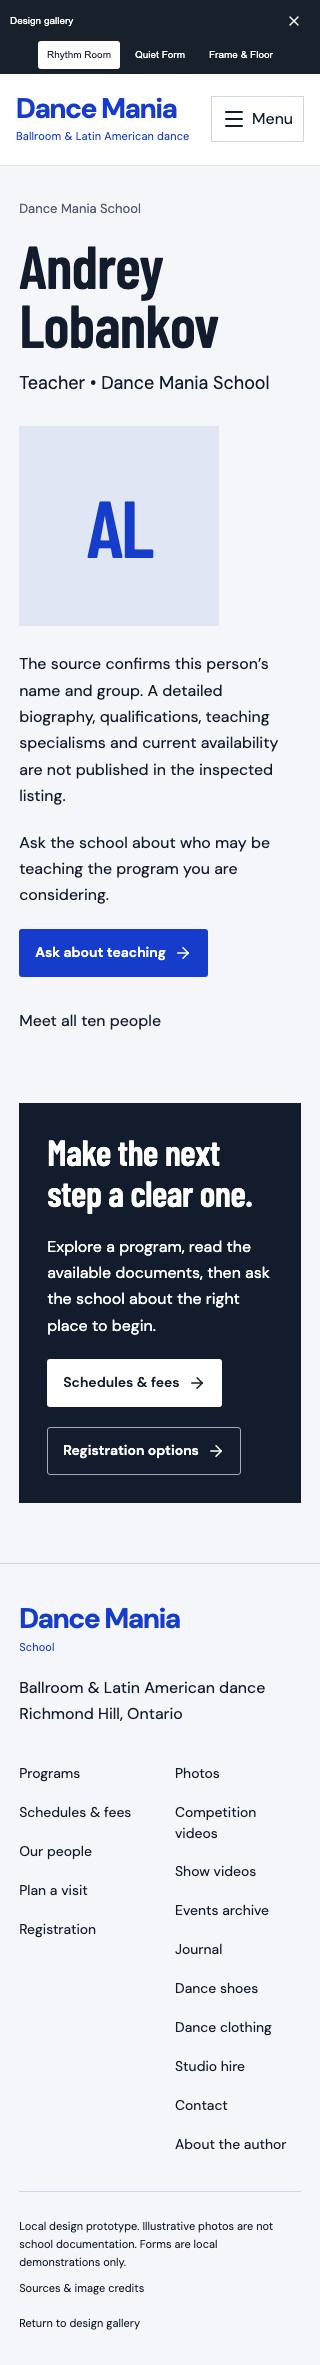 Design gallery
Rhythm Room
Quiet Form
Frame & Floor
Dance Mania
Ballroom & Latin American dance
Menu
Dance Mania School
Andrey
Lobankov
Teacher • Dance Mania School
AL
The source confirms this person’s
name and group. A detailed
biography, qualifications, teaching
specialisms and current availability
are not published in the inspected
listing.
Ask the school about who may be
teaching the program you are
considering.
Ask about teaching
Meet all ten people
Make the next
step a clear one.
Explore a program, read the
available documents, then ask
the school about the right
place to begin.
Schedules & fees
Registration options
Dance Mania
School
Ballroom & Latin American dance
Richmond Hill, Ontario
Programs
Schedules & fees
Our people
Plan a visit
Registration
Photos
Competition
videos
Show videos
Events archive
Journal
Dance shoes
Dance clothing
Studio hire
Contact
About the author
Local design prototype. Illustrative photos are not
school documentation. Forms are local
demonstrations only.
Sources & image credits
Return to design gallery